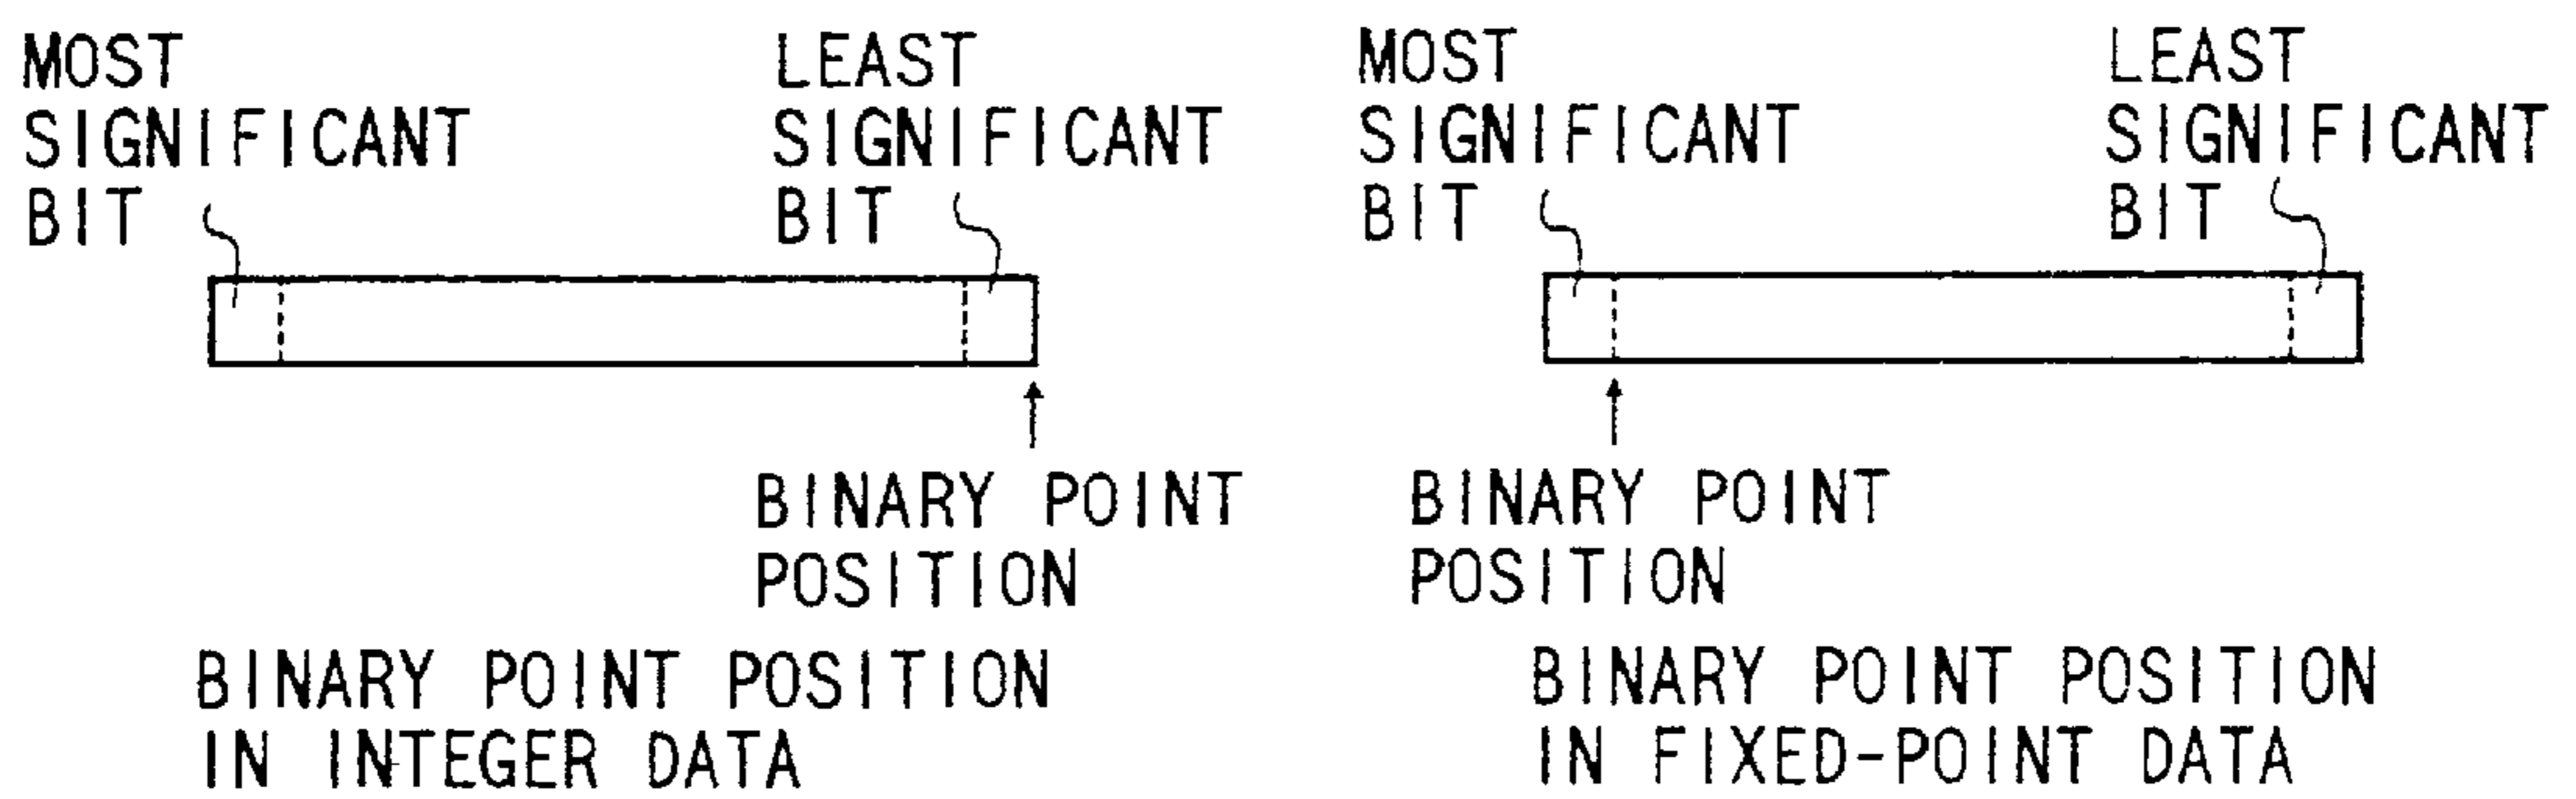 MOST
SIGNIFICANT
BIT
LEAST
SIGNIFICANT
BIT
BINARY POINT
POSITION
BINARY POINT POSITION
IN INTEGER DATA
MOST
SIGNIFICANT
BIT
LEAST
SIGNIFICANT
BIT
BINARY POINT
POSITION
BINARY POINT POSITION
IN FIXED-POINT DATA